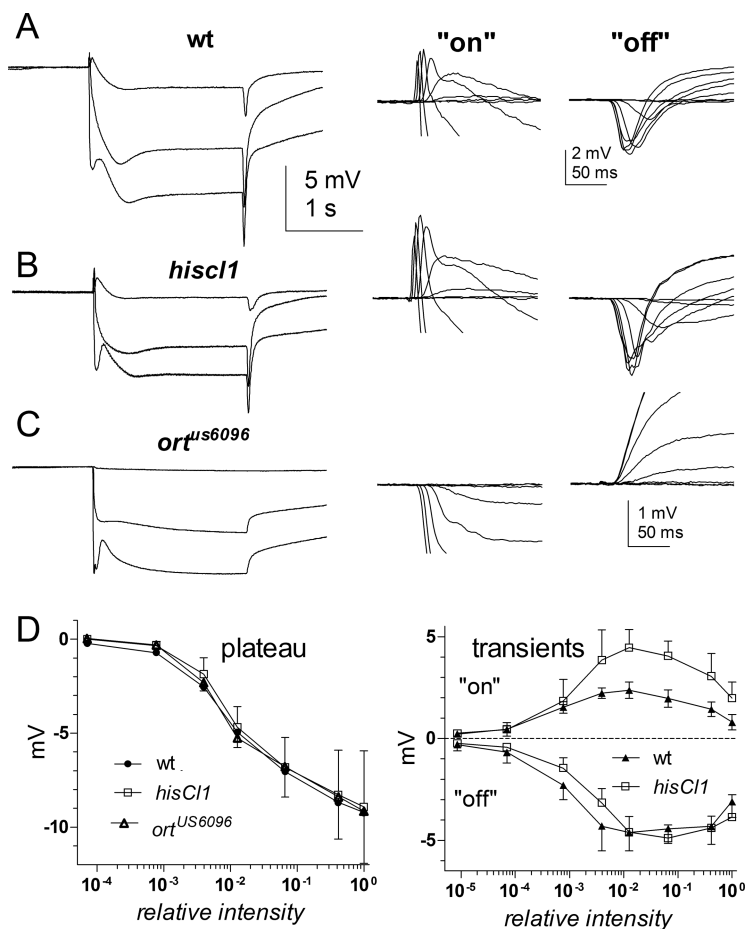 A
wt
"on"
"off"
5 mV
1 s
2 mV
50 ms
B
hiscl1
C
ort^us6096
1 mV
50 ms
D
plateau
0
-5
-10
mV
wt
hisCl1
ort^US6096
10^-4
10^-3
10^-2
10^-1
10^0
relative intensity
transients
"on"
"off"
5
0
-5
mV
wt
hisCl1
10^-5
10^-4
10^-3
10^-2
10^-1
10^0
relative intensity